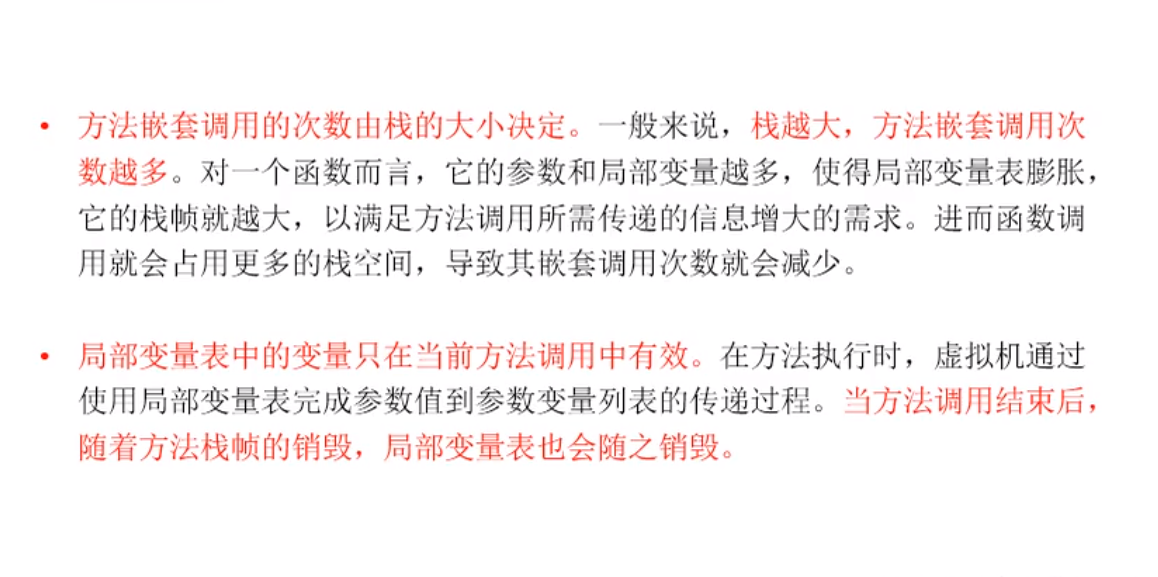 • 方法嵌套调用的次数由栈的大小决定。一般来说，栈越大，方法嵌套调用次
数越多。对一个函数而言，它的参数和局部变量越多，使得局部变量表膨胀，
它的栈帧就越大，以满足方法调用所需传递的信息增大的需求。进而函数调
用就会占用更多的栈空间，导致其嵌套调用次数就会减少。
• 局部变量表中的变量只在当前方法调用中有效。在方法执行时，虚拟机通过
使用局部变量表完成参数值到参数变量列表的传递过程。当方法调用结束后，
随着方法栈帧的销毁，局部变量表也会随之销毁。